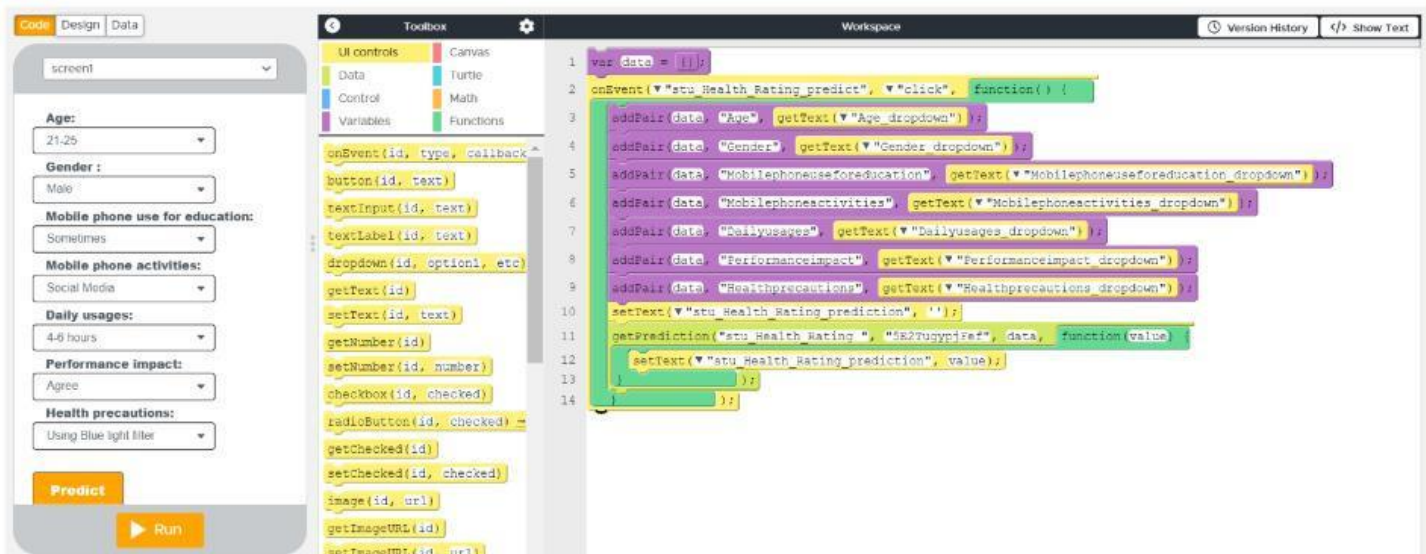 Code Design Data
screen1
Age:
21-25
Gender :
Male
Mobile phone use for education:
Sometimes
Mobile phone activities:
Social Media
Daily usages:
4-6 hours
Performance impact:
Agree
Health precautions:
Using Blue light filter
Predict
Run
Toolbox
UI controls Canvas
Data Turtle
Control Math
Variables Functions
onEvent(id, type, callback
button(id, text)
textInput(id, text)
textLabel(id, text)
dropdown(id, option1, etc)
getText(id)
setText(id, text)
getNumber(id)
setNumber(id, number)
checkbox(id, checked)
radioButton(id, checked)
getChecked(id)
setChecked(id, checked)
image(id, url)
getImageURL(id)
setImageURL(id, url)
Workspace
Version History </> Show Text
1 var data = {};
2 onEvent(▼"stu_Health_Rating_predict", ▼"click", function() {
3 addPair(data, "Age", getText(▼"Age_dropdown"));
4 addPair(data, "Gender", getText(▼"Gender_dropdown"));
5 addPair(data, "Mobilephoneuseforeducation", getText(▼"Mobilephoneuseforeducation_dropdown"));
6 addPair(data, "Mobilephoneactivities", getText(▼"Mobilephoneactivities_dropdown"));
7 addPair(data, "Dailyusages", getText(▼"Dailyusages_dropdown"));
8 addPair(data, "Performanceimpact", getText(▼"Performanceimpact_dropdown"));
9 addPair(data, "Healthprecautions", getText(▼"Healthprecautions_dropdown"));
10 setText(▼"stu_Health_Rating_prediction", '');
11 getPrediction("stu_Health_Rating ", data, function(value) {
12 setText(▼"stu_Health_Rating_prediction", value);
13 } );
14 } );